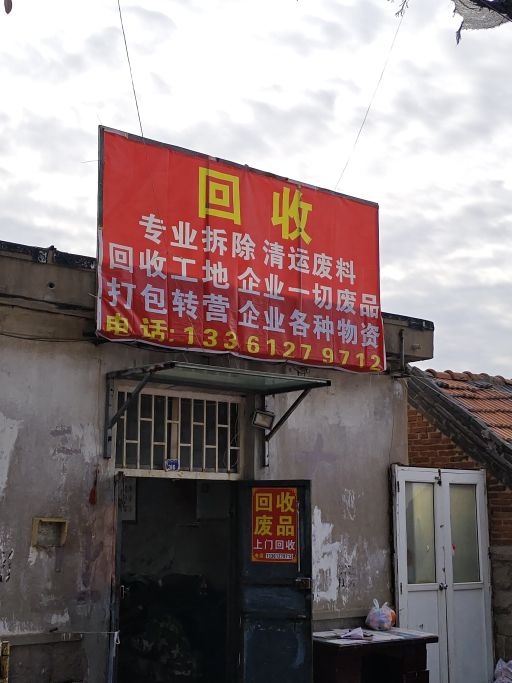 回收
专业拆除清运废料
回收工地企业一切废品
打包转营企业各种物资
电话:13361279712
回收
废品
上门回收